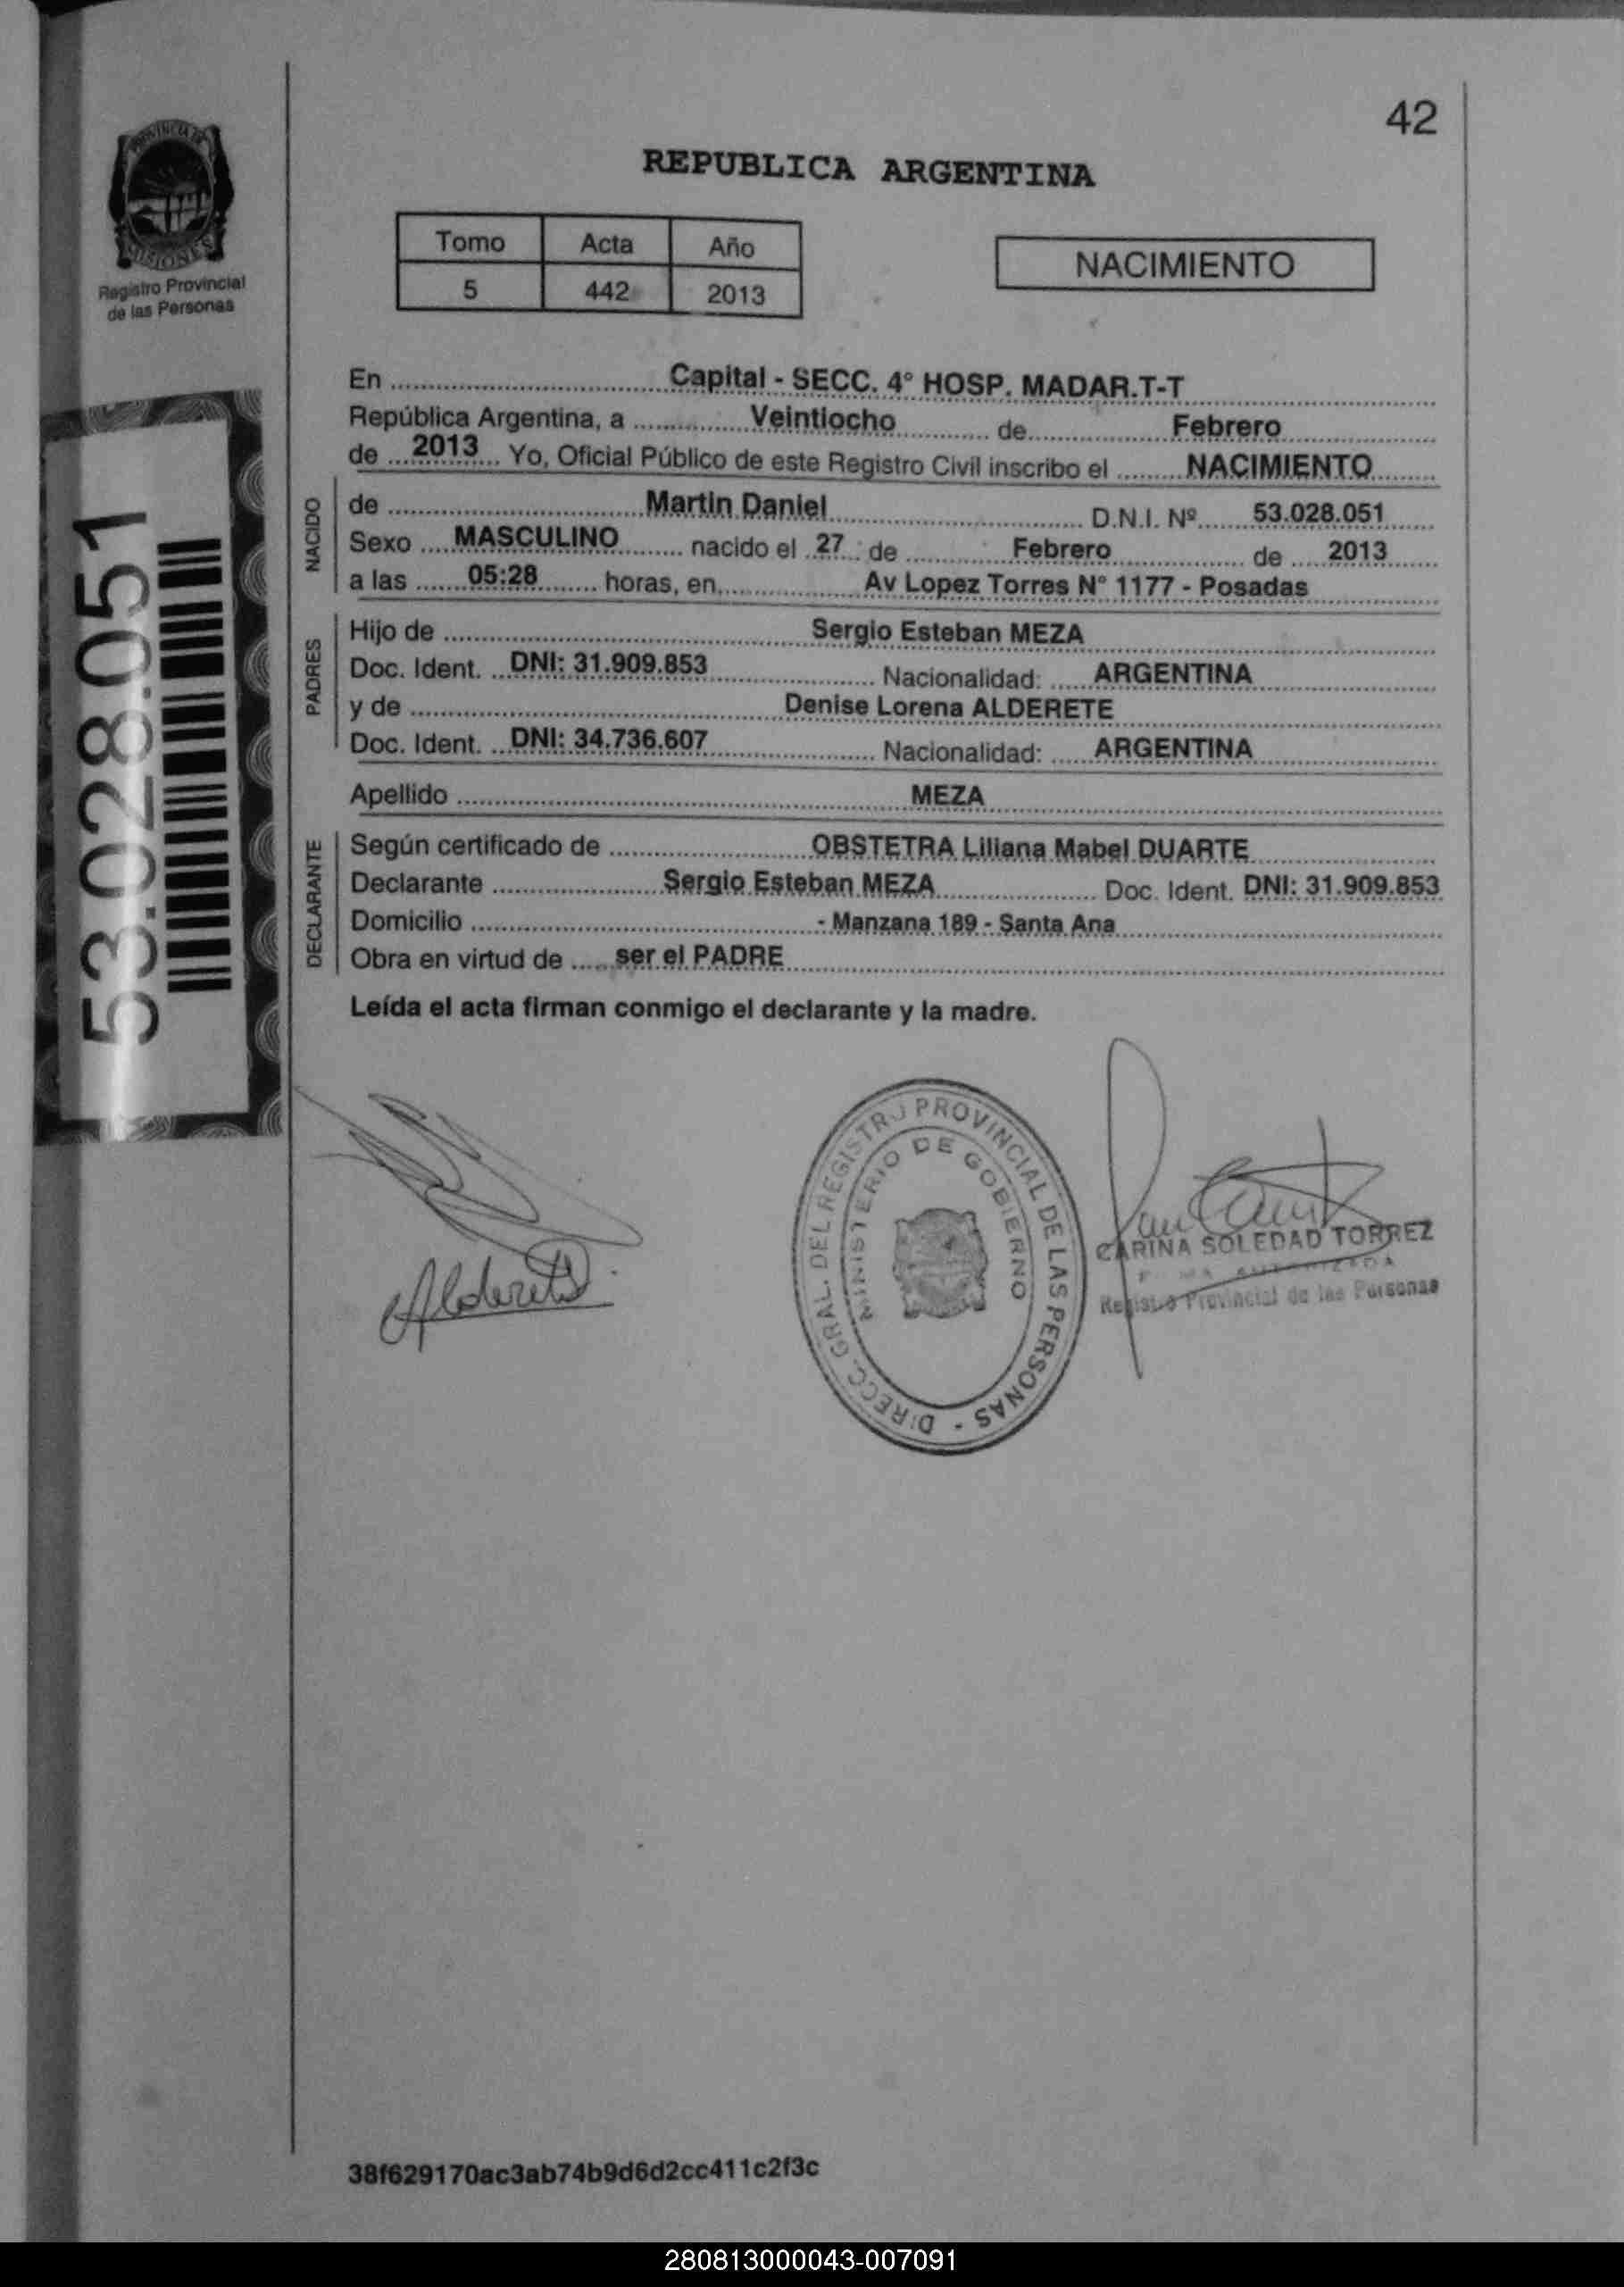 42
PROVINCIA DE
MISIONES
Registro Provincial
de las Personas
REPUBLICA ARGENTINA
Tomo Acta Año
5 442 2013
NACIMIENTO
53.028.051
En Capital - SECC. 4° HOSP. MADAR.T-T
República Argentina, a Veintiocho de Febrero
de 2013 Yo, Oficial Público de este Registro Civil inscribo el NACIMIENTO
NACIDO
de Martin Daniel D.N.I. Nº 53.028.051
Sexo MASCULINO nacido el 27 de Febrero de 2013
a las 05:28 horas, en Av Lopez Torres N° 1177 - Posadas
PADRES
Hijo de Sergio Esteban MEZA
Doc. Ident. DNI: 31.909.853 Nacionalidad: ARGENTINA
y de Denise Lorena ALDERETE
Doc. Ident. DNI: 34.736.607 Nacionalidad: ARGENTINA
Apellido MEZA
DECLARANTE
Según certificado de OBSTETRA Liliana Mabel DUARTE
Declarante Sergio Esteban MEZA Doc. Ident. DNI: 31.909.853
Domicilio - Manzana 189 - Santa Ana
Obra en virtud de ser el PADRE
Leída el acta firman conmigo el declarante y la madre.
Alderete
DIRECC. GRAL. DEL REGISTRO PROVINCIAL DE LAS PERSONAS -
MINISTERIO DE GOBIERNO
CARINA SOLEDAD TORREZ
Registro Provincial de las Personas
38f629170ac3ab74b9d6d2cc411c2f3c
280813000043-007091